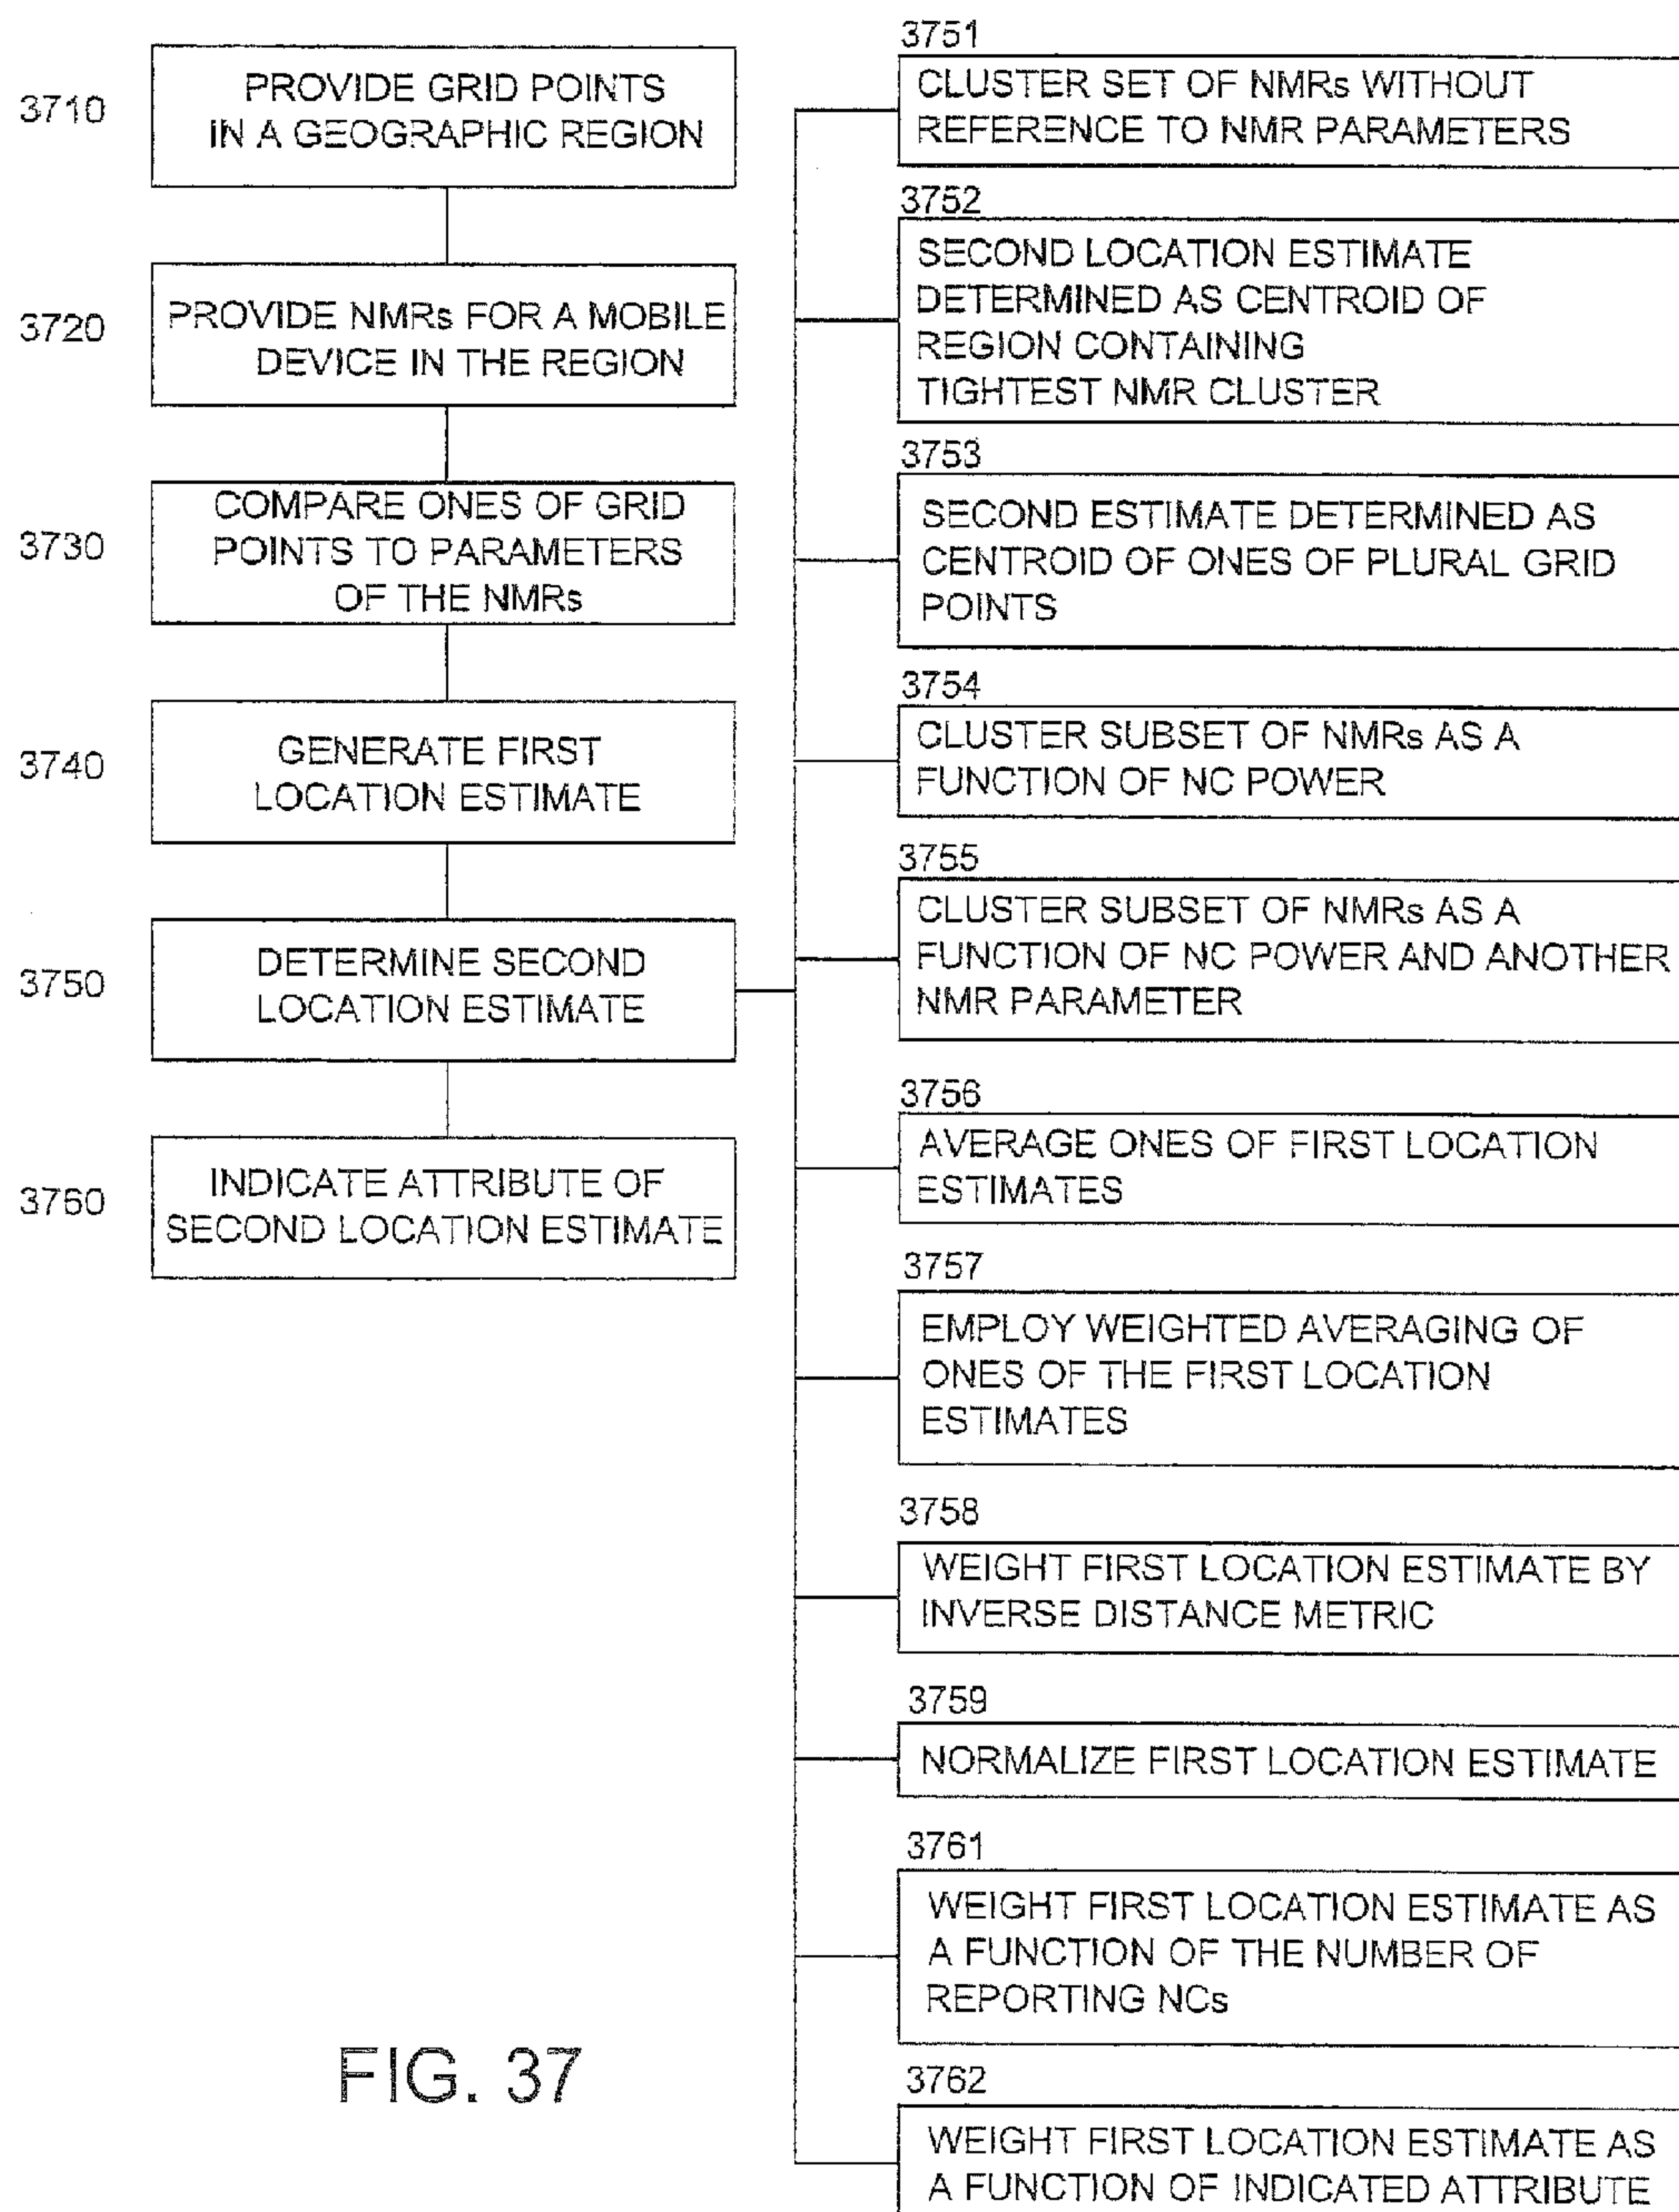 3710
PROVIDE GRID POINTS
IN A GEOGRAPHIC REGION
3720
PROVIDE NMRs FOR A MOBILE
DEVICE IN THE REGION
3730
COMPARE ONES OF GRID
POINTS TO PARAMETERS
OF THE NMRs
3740
GENERATE FIRST
LOCATION ESTIMATE
3750
DETERMINE SECOND
LOCATION ESTIMATE
3760
INDICATE ATTRIBUTE OF
SECOND LOCATION ESTIMATE
3751
CLUSTER SET OF NMRs WITHOUT
REFERENCE TO NMR PARAMETERS
3752
SECOND LOCATION ESTIMATE
DETERMINED AS CENTROID OF
REGION CONTAINING
TIGHTEST NMR CLUSTER
3753
SECOND ESTIMATE DETERMINED AS
CENTROID OF ONES OF PLURAL GRID
POINTS
3754
CLUSTER SUBSET OF NMRs AS A
FUNCTION OF NC POWER
3755
CLUSTER SUBSET OF NMRs AS A
FUNCTION OF NC POWER AND ANOTHER
NMR PARAMETER
3756
AVERAGE ONES OF FIRST LOCATION
ESTIMATES
3757
EMPLOY WEIGHTED AVERAGING OF
ONES OF THE FIRST LOCATION
ESTIMATES
3758
WEIGHT FIRST LOCATION ESTIMATE BY
INVERSE DISTANCE METRIC
3759
NORMALIZE FIRST LOCATION ESTIMATE
3761
WEIGHT FIRST LOCATION ESTIMATE AS
A FUNCTION OF THE NUMBER OF
REPORTING NCs
3762
WEIGHT FIRST LOCATION ESTIMATE AS
A FUNCTION OF INDICATED ATTRIBUTE
FIG. 37